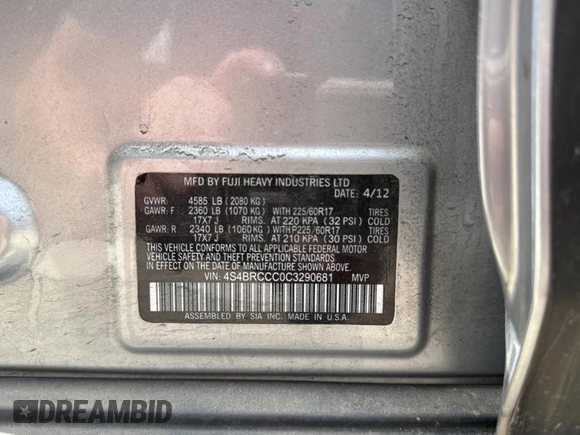 MFD BY FUJI HEAVY INDUSTRIES LTD
DATE: 4/12
GVWR: 4585 LB (2080 KG)
GAWR: F 2360 LB (1070 KG) WITH 225/60R17 TIRES
17X7 J RIMS. AT 220 KPA (32 PSI) COLD
GAWR: R 2340 LB (1060 KG) WITH P225/60R17 TIRES
17X7 J RIMS. AT 210 KPA (30 PSI) COLD
THIS VEHICLE CONFORMS TO ALL APPLICABLE FEDERAL MOTOR
VEHICLE SAFETY AND THEFT PREVENTION STANDARDS
IN EFFECT ON THE DATE OF MANUFACTURE SHOWN ABOVE.
VIN: 4S4BRCCC0C3290681 MVP
ASSEMBLED BY SIA INC. MADE IN U.S.A.
DREAMBID